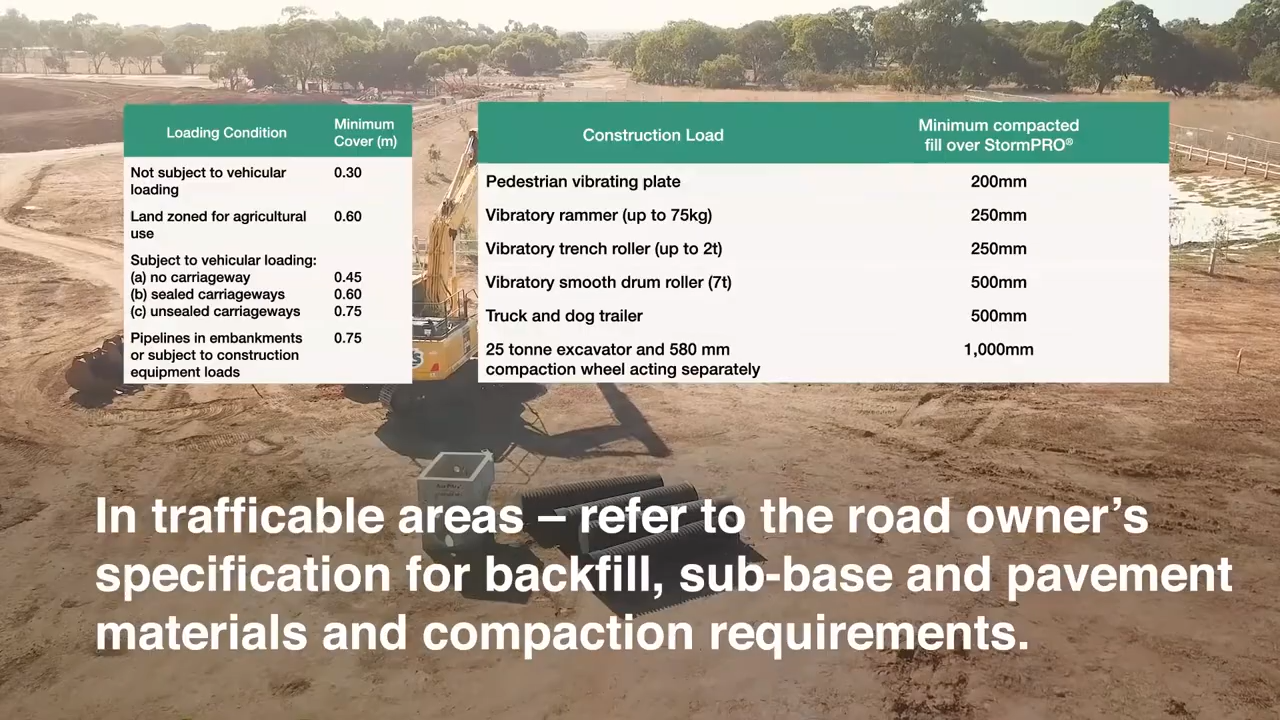 Loading Condition
Minimum
Cover (m)
Not subject to vehicular
loading
0.30
Land zoned for agricultural
use
0.60
Subject to vehicular loading:
(a) no carriageway 0.45
(b) sealed carriageways 0.60
(c) unsealed carriageways 0.75
Pipelines in embankments
or subject to construction
equipment loads
0.75
Construction Load
Minimum compacted
fill over StormPRO®
Pedestrian vibrating plate 200mm
Vibratory rammer (up to 75kg) 250mm
Vibratory trench roller (up to 2t) 250mm
Vibratory smooth drum roller (7t) 500mm
Truck and dog trailer 500mm
25 tonne excavator and 580 mm
compaction wheel acting separately
1,000mm
In trafficable areas – refer to the road owner’s
specification for backfill, sub-base and pavement
materials and compaction requirements.